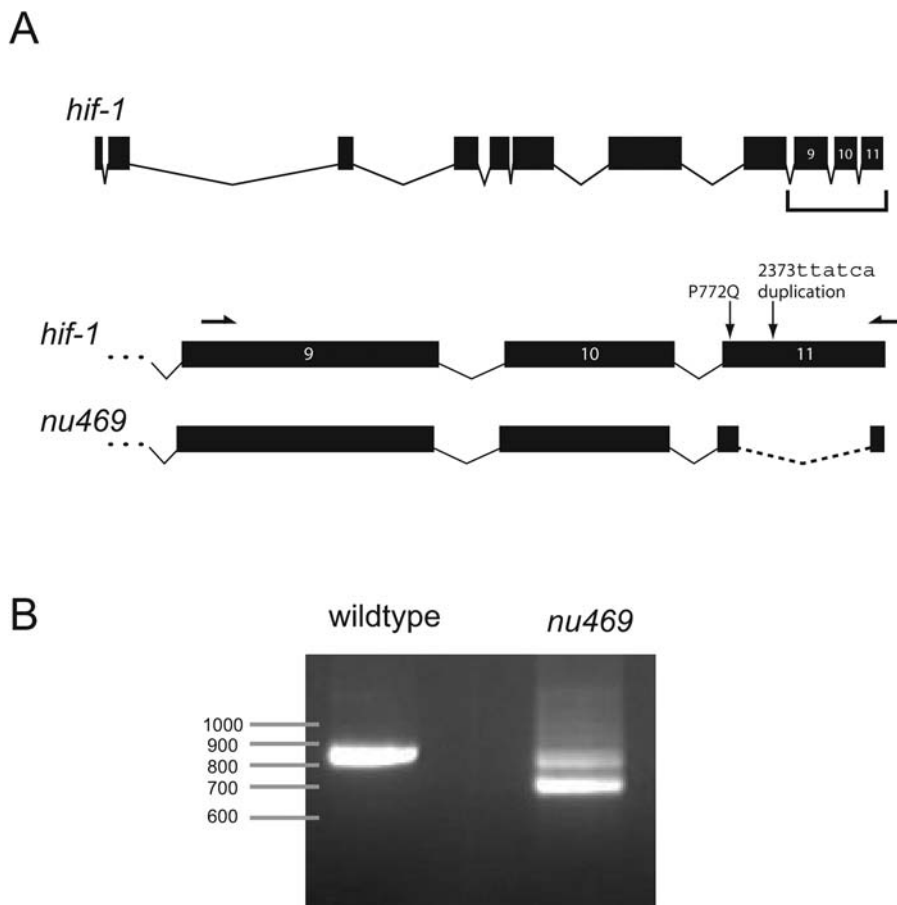 A
hif-1
9 10 11
2373ttatca
P772Q duplication
hif-1
9 10 11
nu469
B
wildtype nu469
1000
900
800
700
600